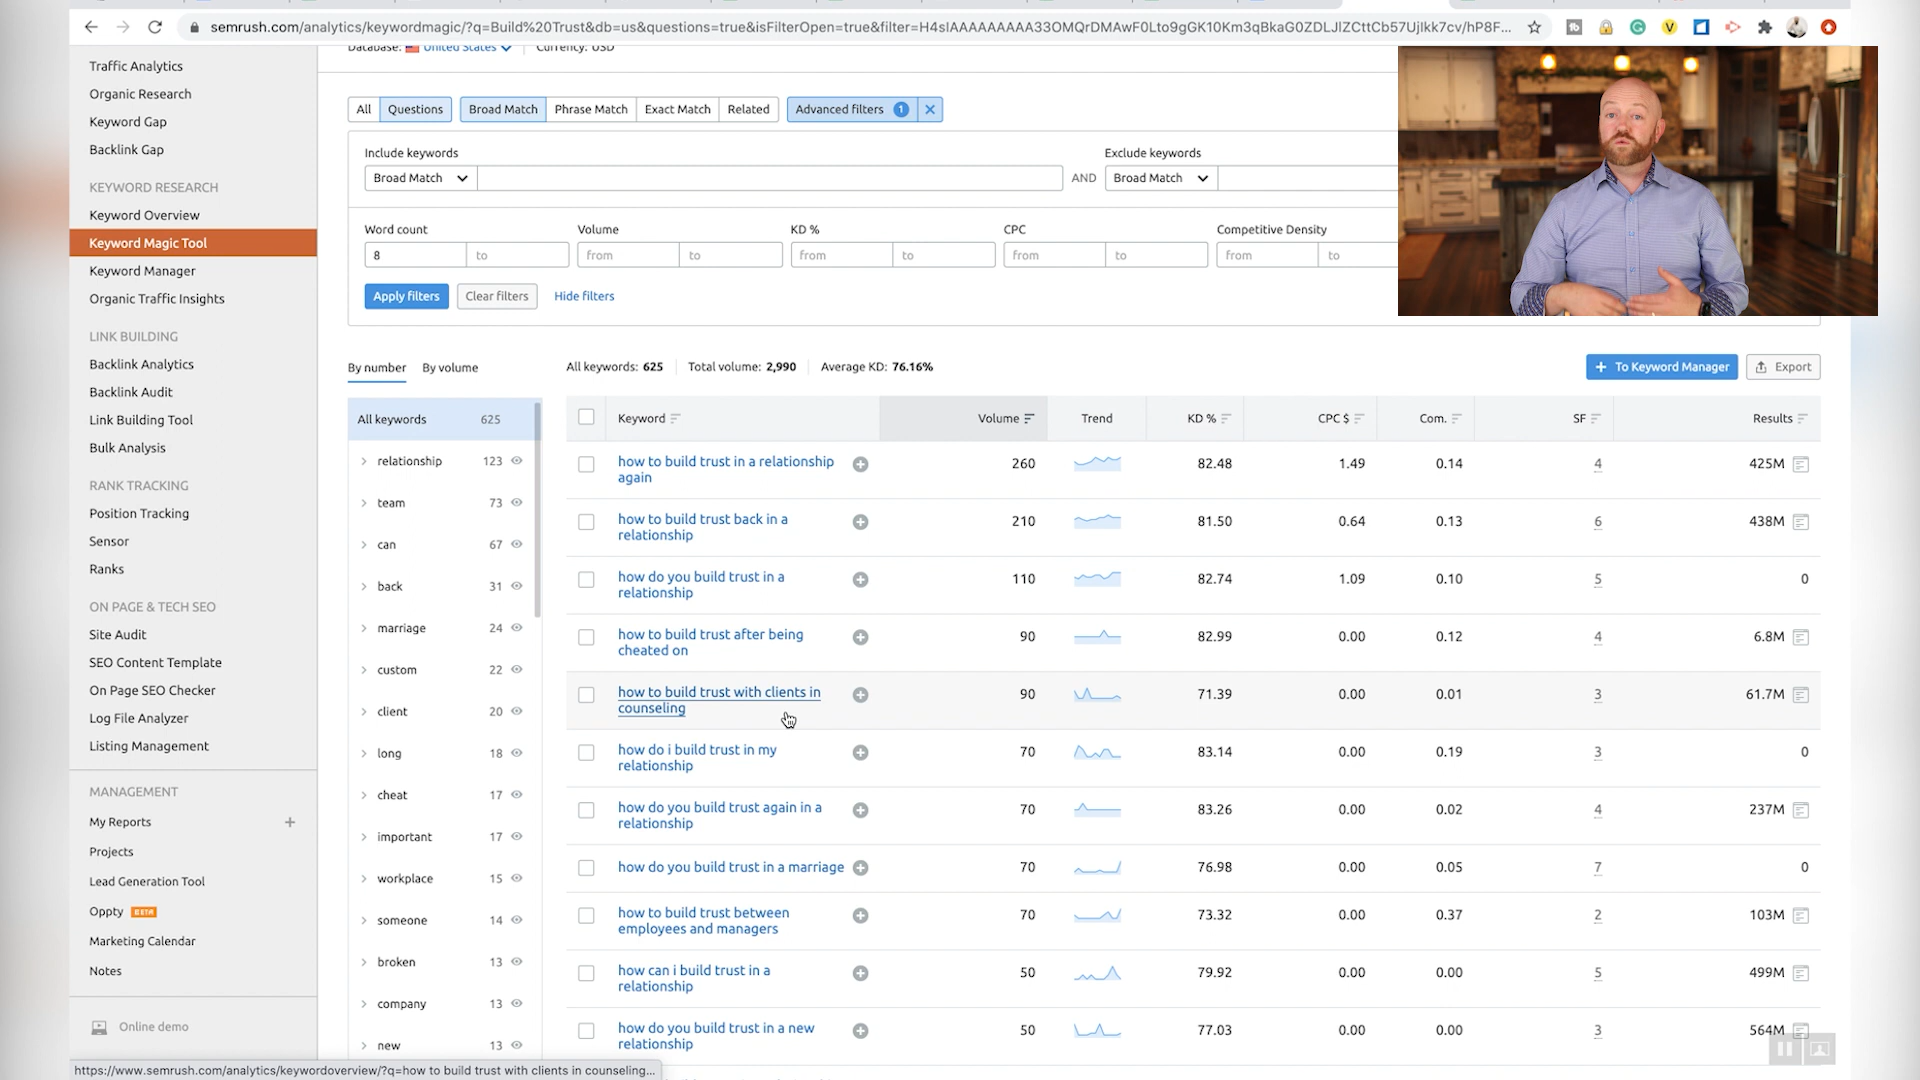 semrush.com/analytics/keywordmagic/?q=Build%20Trust&db=us&questions=true&isFilterOpen=true&filter=
Database: United States Currency: USD
Traffic Analytics
Organic Research
Keyword Gap
Backlink Gap
KEYWORD RESEARCH
Keyword Overview
Keyword Magic Tool
Keyword Manager
Organic Traffic Insights
LINK BUILDING
Backlink Analytics
Backlink Audit
Link Building Tool
Bulk Analysis
RANK TRACKING
Position Tracking
Sensor
Ranks
ON PAGE & TECH SEO
Site Audit
SEO Content Template
On Page SEO Checker
Log File Analyzer
Listing Management
MANAGEMENT
My Reports +
Projects
Lead Generation Tool
Oppty BETA
Marketing Calendar
Notes
Online demo
All Questions Broad Match Phrase Match Exact Match Related Advanced filters 1
Include keywords Exclude keywords
Broad Match AND Broad Match
Word count Volume KD % CPC Competitive Density
8 to from to from to from to from to
Apply filters Clear filters Hide filters
By number By volume All keywords: 625 Total volume: 2,990 Average KD: 76.16% + To Keyword Manager Export
All keywords 625
relationship 123
team 73
can 67
back 31
marriage 24
custom 22
client 20
long 18
cheat 17
important 17
workplace 15
someone 14
broken 13
company 13
new 13
Keyword Volume Trend KD % CPC $ Com. SF Results
how to build trust in a relationship 260 82.48 1.49 0.14 4 425M
again
how to build trust back in a 210 81.50 0.64 0.13 6 438M
relationship
how do you build trust in a 110 82.74 1.09 0.10 5 0
relationship
how to build trust after being 90 82.99 0.00 0.12 4 6.8M
cheated on
how to build trust with clients in 90 71.39 0.00 0.01 3 61.7M
counseling
how do i build trust in my 70 83.14 0.00 0.19 3 0
relationship
how do you build trust again in a 70 83.26 0.00 0.02 4 237M
relationship
how do you build trust in a marriage 70 76.98 0.00 0.05 7 0
how to build trust between 70 73.32 0.00 0.37 2 103M
employees and managers
how can i build trust in a 50 79.92 0.00 0.00 5 499M
relationship
how do you build trust in a new 50 77.03 0.00 0.00 3 564M
relationship
https://www.semrush.com/analytics/keywordoverview/?q=how to build trust with clients in counseling...